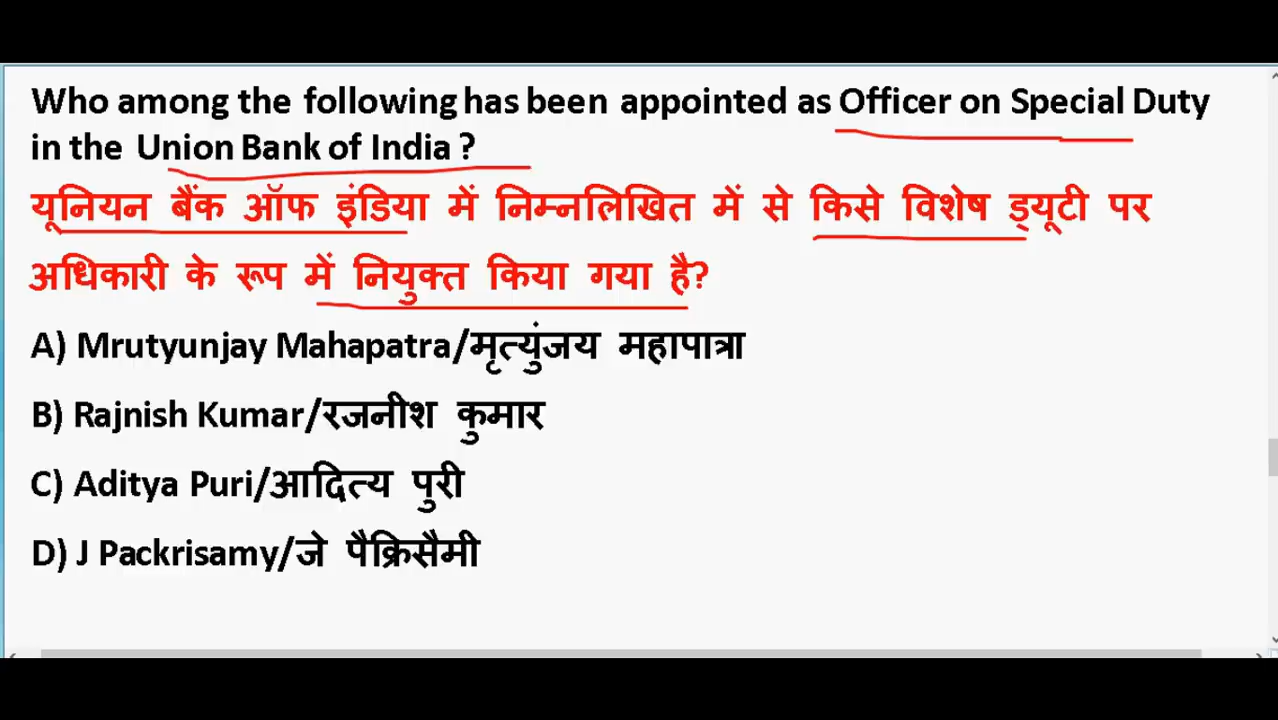 Who among the following has been appointed as Officer on Special Duty
in the Union Bank of India ?
यूनियन बैंक ऑफ इंडिया में निम्नलिखित में से किसे विशेष ड्यूटी पर
अधिकारी के रूप में नियुक्त किया गया है?
A) Mrutyunjay Mahapatra/मृत्युंजय महापात्रा
B) Rajnish Kumar/रजनीश कुमार
C) Aditya Puri/आदित्य पुरी
D) J Packrisamy/जे पैक्रिसैमी